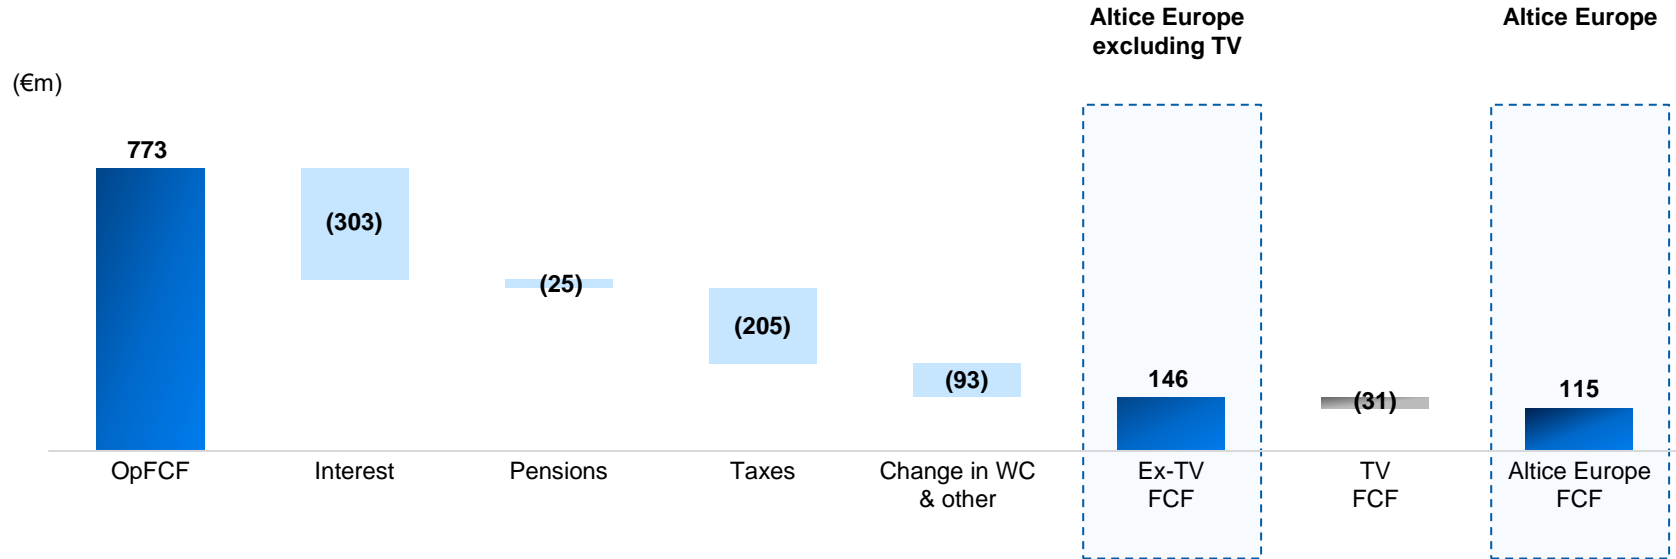 Altice Europe
excluding TV
Altice Europe
(€m)
773
(303)
(25)
(205)
(93)
146
(31)
115
OpFCF
Interest
Pensions
Taxes
Change in WC
& other
Ex-TV
FCF
TV
FCF
Altice Europe
FCF